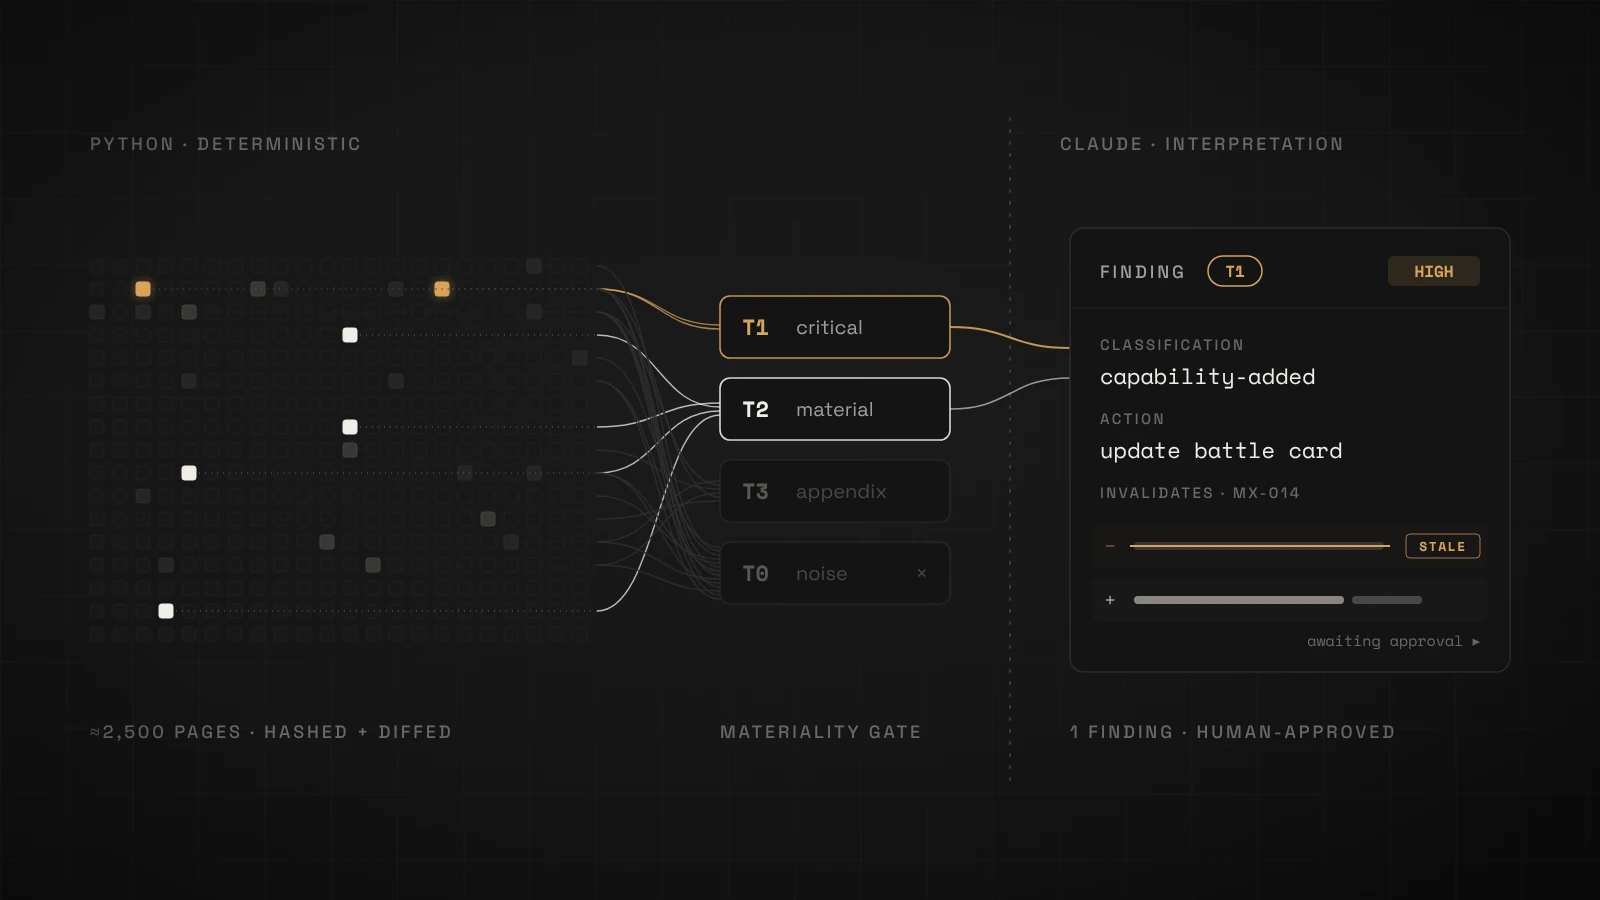 PYTHON · DETERMINISTIC
CLAUDE · INTERPRETATION
T1 critical
T2 material
T3 appendix
T0 noise ×
FINDING T1 HIGH
CLASSIFICATION
capability-added
ACTION
update battle card
INVALIDATES · MX-014
− STALE
+
awaiting approval ▸
≈2,500 PAGES · HASHED + DIFFED
MATERIALITY GATE
1 FINDING · HUMAN-APPROVED